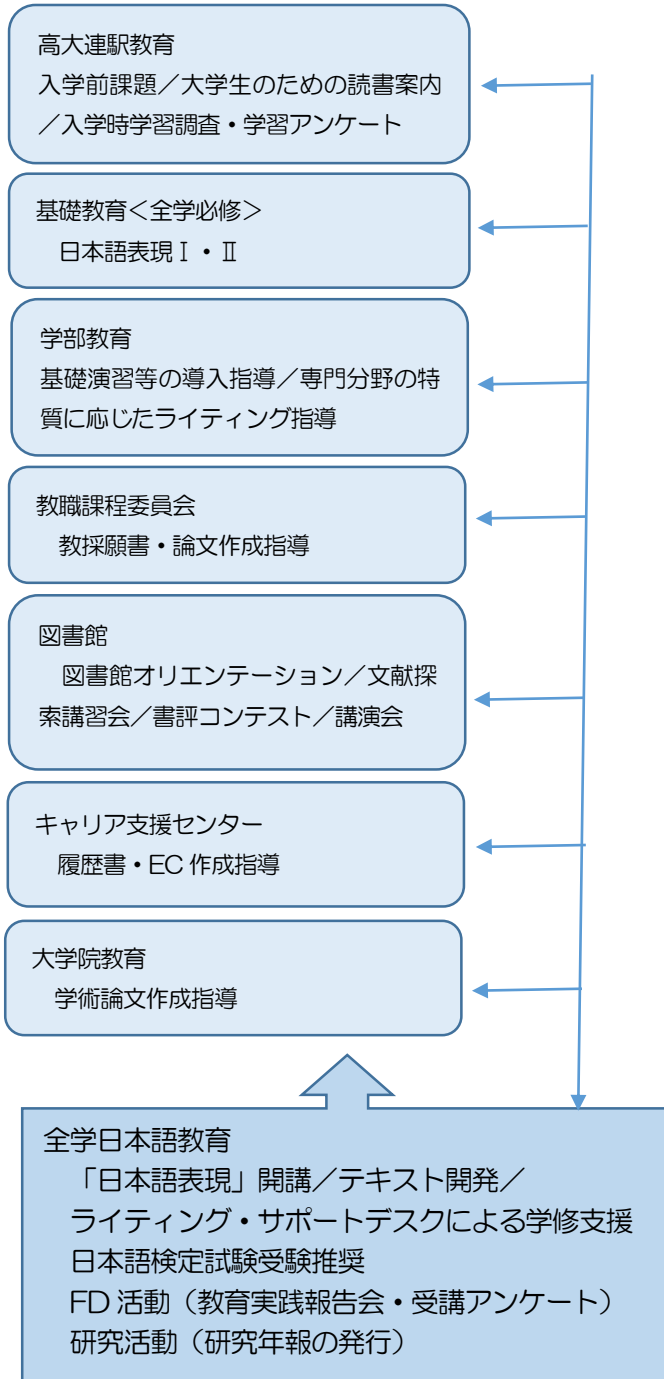 高大連駅教育
入学前課題／大学生のための読書案内
／入学時学習調査・学習アンケート
基礎教育＜全学必修＞
日本語表現Ⅰ・Ⅱ
学部教育
基礎演習等の導入指導／専門分野の特
質に応じたライティング指導
教職課程委員会
教採願書・論文作成指導
図書館
図書館オリエンテーション／文献探
索講習会／書評コンテスト／講演会
キャリア支援センター
履歴書・EC 作成指導
大学院教育
学術論文作成指導
全学日本語教育
「日本語表現」開講／テキスト開発／
ライティング・サポートデスクによる学修支援
日本語検定試験受験推奨
FD 活動（教育実践報告会・受講アンケート）
研究活動（研究年報の発行）